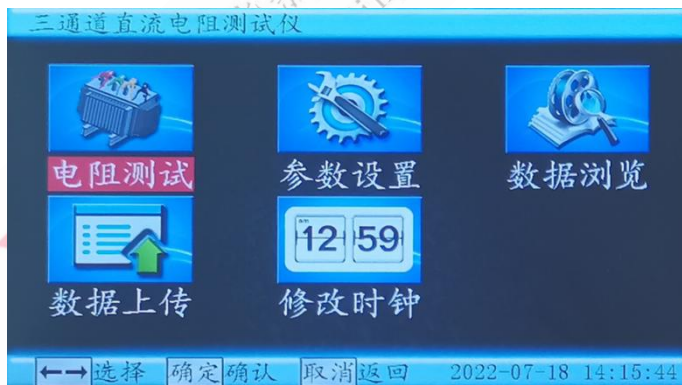 三通道直流电阻测试仪
电阻测试 参数设置 数据浏览
12 59
数据上传 修改时钟
←→选择 确定确认 取消返回 2022-07-18 14:15:44